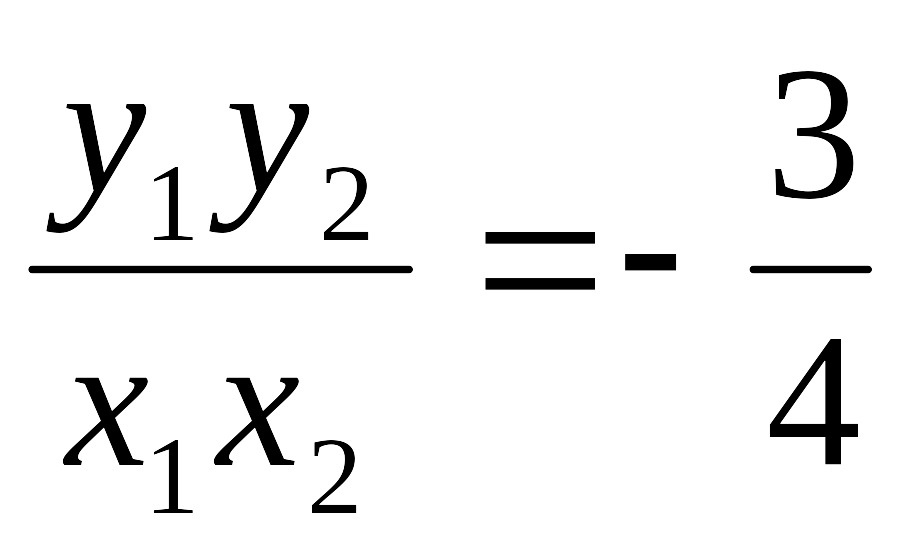 y₁y₂ / x₁x₂ = - 3 / 4